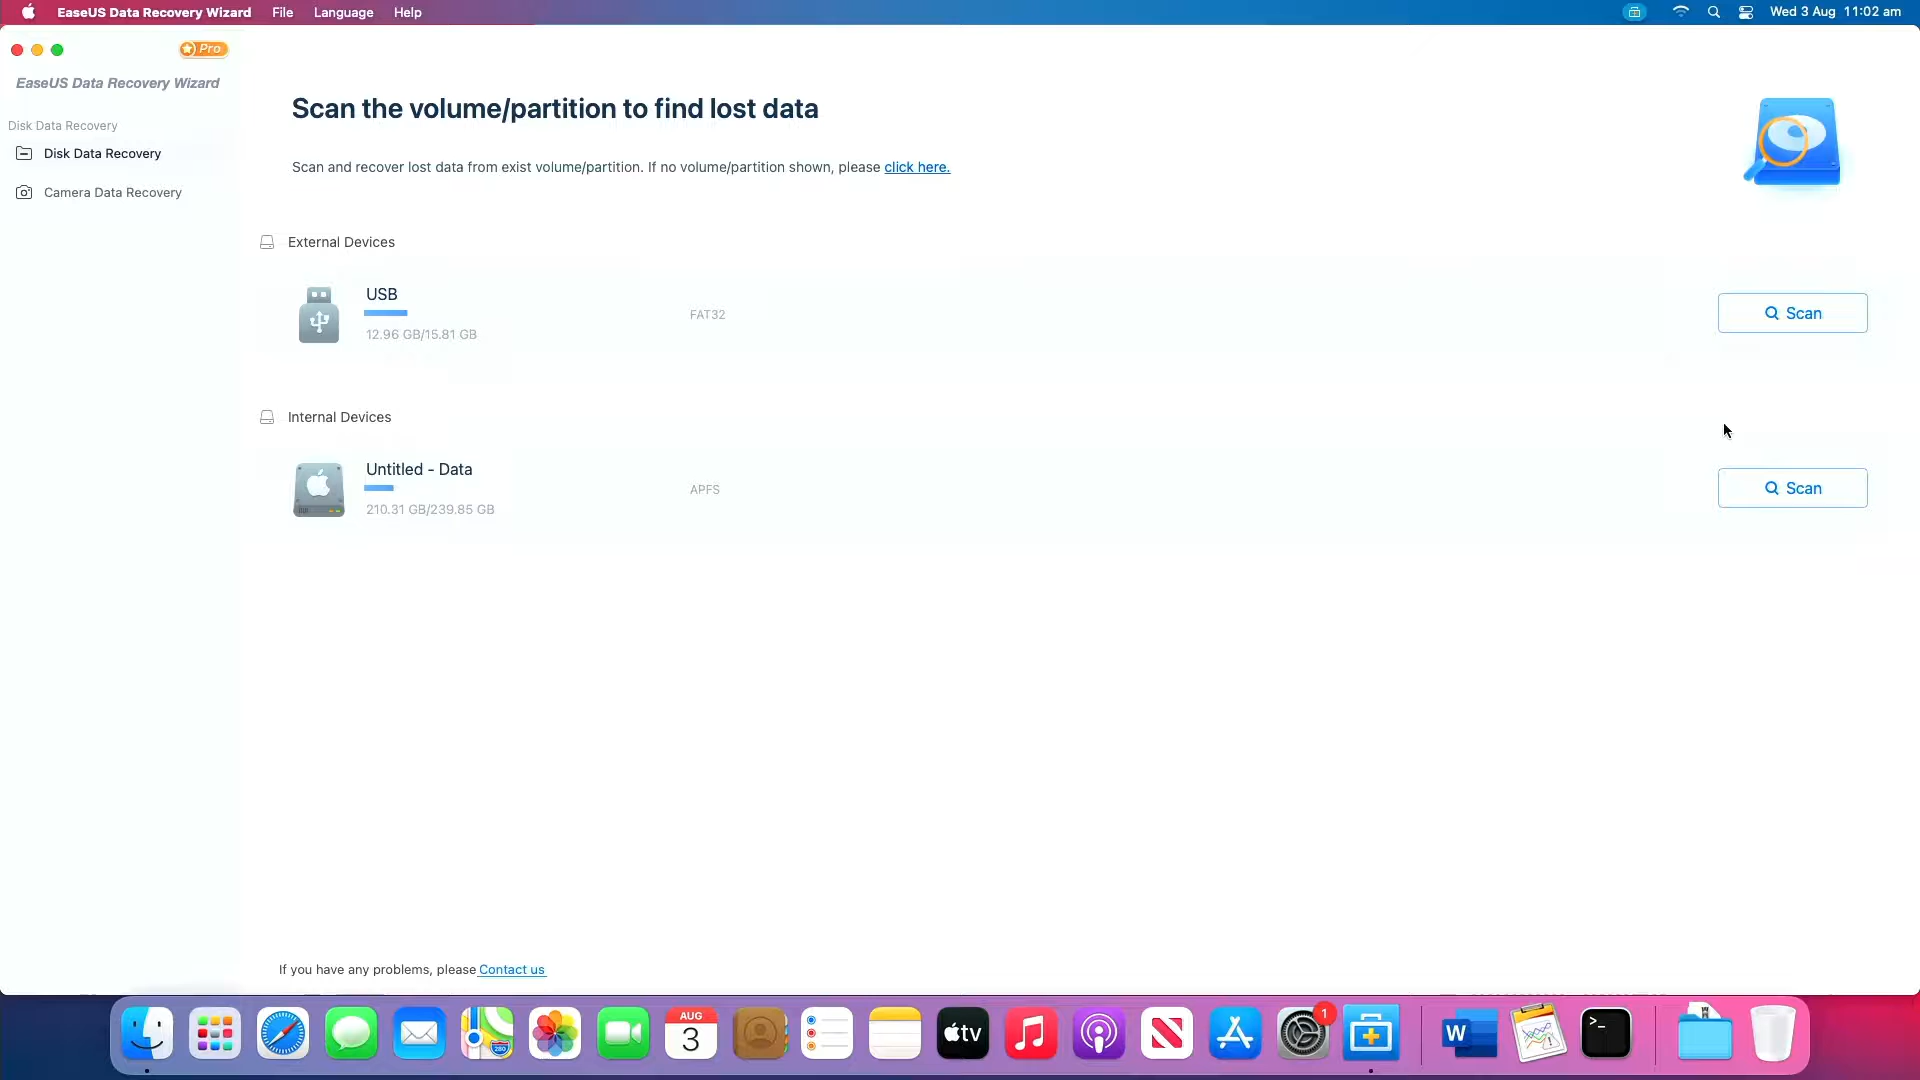 EaseUS Data Recovery Wizard File Language Help Wed 3 Aug 11:02 am
Pro
EaseUS Data Recovery Wizard
Disk Data Recovery
Disk Data Recovery
Camera Data Recovery
Scan the volume/partition to find lost data
Scan and recover lost data from exist volume/partition. If no volume/partition shown, please click here.
External Devices
USB
12.96 GB/15.81 GB
FAT32
Scan
Internal Devices
Untitled - Data
210.31 GB/239.85 GB
APFS
Scan
If you have any problems, please Contact us
280
AUG
3
tv
1
W
>_